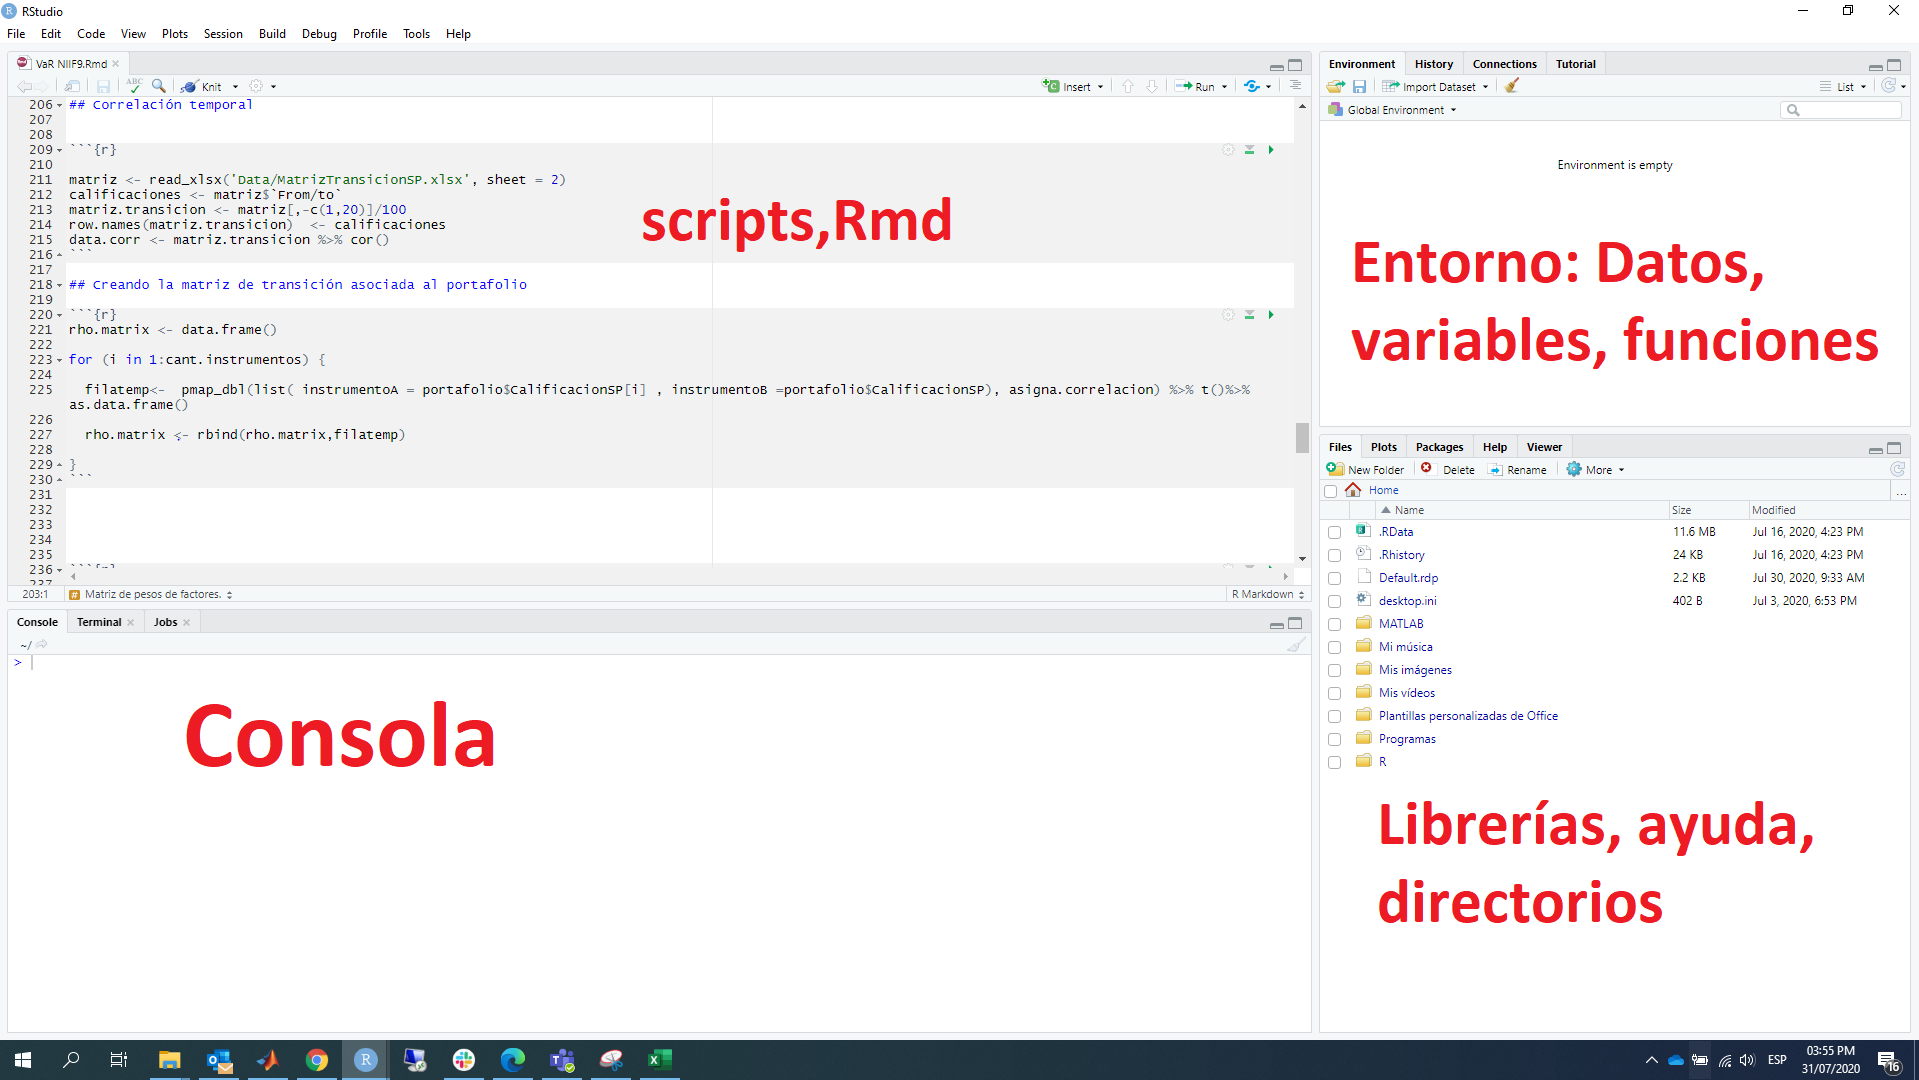 RStudio
File Edit Code View Plots Session Build Debug Profile Tools Help
VaR NIIF9.Rmd
ABC Knit Insert Run
206 ## Correlación temporal
207
208
209 ```{r}
210
211 matriz <- read_xlsx('Data/MatrizTransicionSP.xlsx', sheet = 2)
212 calificaciones <- matriz$`From/to`
213 matriz.transicion <- matriz[,-c(1,20)]/100
214 row.names(matriz.transicion)  <- calificaciones
215 data.corr <- matriz.transicion %>% cor()
216 ```
217
218 ## Creando la matriz de transición asociada al portafolio
219
220 ```{r}
221 rho.matrix <- data.frame()
222
223 for (i in 1:cant.instrumentos) {
224
225   filatemp<-  pmap_dbl(list( instrumentoA = portafolio$CalificacionSP[i] , instrumentoB =portafolio$CalificacionSP), asigna.correlacion) %>% t()%>%
as.data.frame()
226
227   rho.matrix <- rbind(rho.matrix,filatemp)
228
229 }
230 ```
231
232
233
234
235
236 ```{r}
237
scripts,Rmd
203:1 # Matriz de pesos de factores. R Markdown
Console Terminal Jobs
~/
>
Consola
Environment History Connections Tutorial
Import Dataset List
Global Environment
Environment is empty
Entorno: Datos,
variables, funciones
Files Plots Packages Help Viewer
New Folder Delete Rename More
Home ...
Name Size Modified
.RData 11.6 MB Jul 16, 2020, 4:23 PM
.Rhistory 24 KB Jul 16, 2020, 4:23 PM
Default.rdp 2.2 KB Jul 30, 2020, 9:33 AM
desktop.ini 402 B Jul 3, 2020, 6:53 PM
MATLAB
Mi música
Mis imágenes
Mis vídeos
Plantillas personalizadas de Office
Programas
R
Librerías, ayuda,
directorios
ESP
03:55 PM
31/07/2020
16